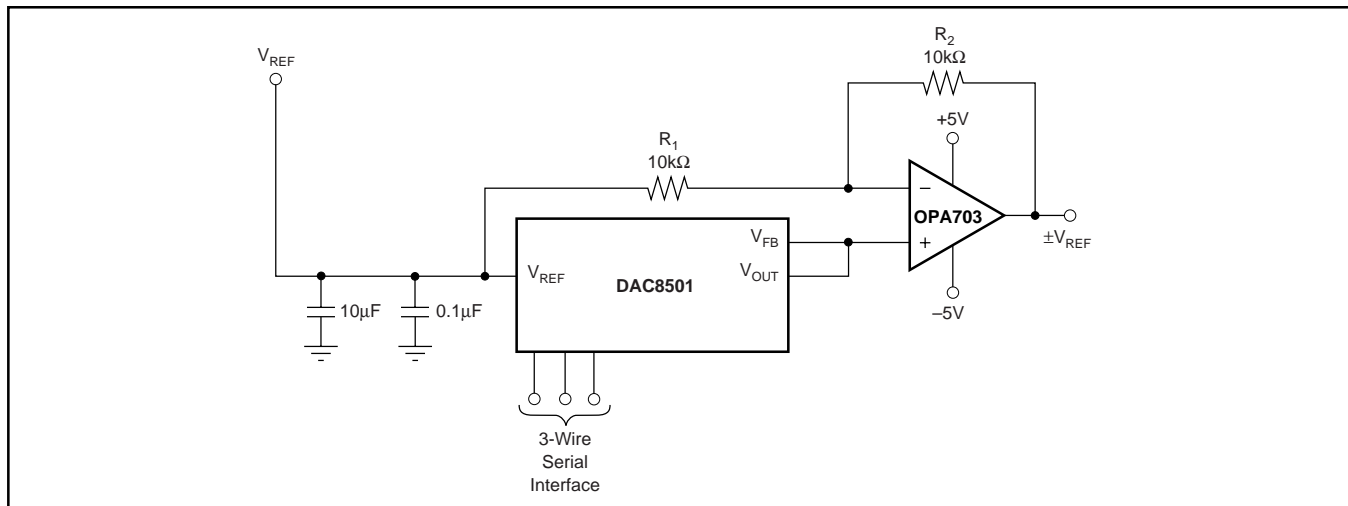 V_REF
R_2
10kΩ
+5V
R_1
10kΩ
–
OPA703
+
±V_REF
–5V
V_FB
V_REF
V_OUT
DAC8501
10μF
0.1μF
3-Wire
Serial
Interface